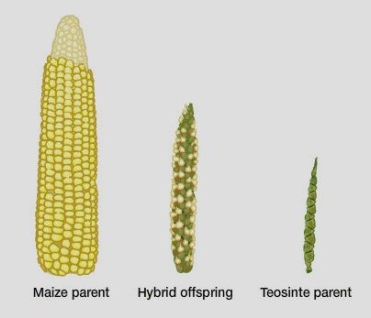 Maize parent
Hybrid offspring
Teosinte parent